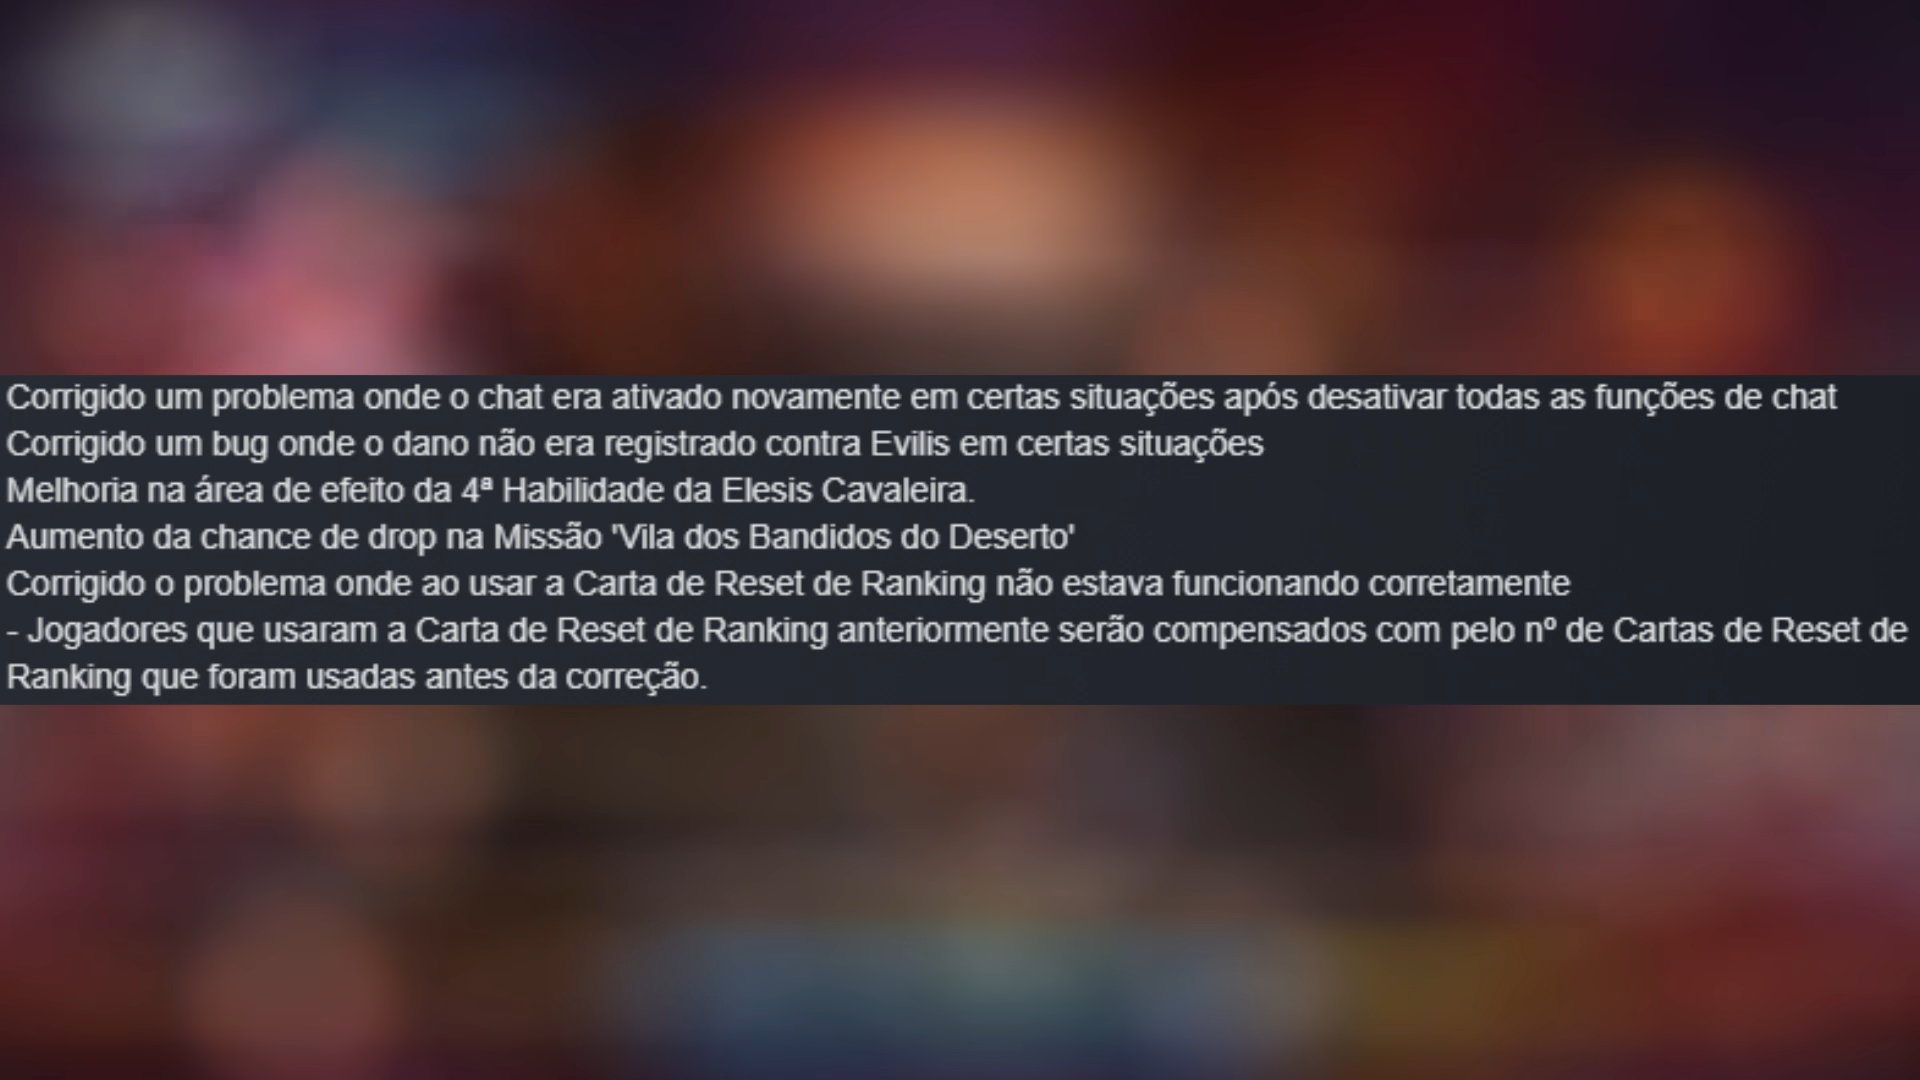 Corrigido um problema onde o chat era ativado novamente em certas situações após desativar todas as funções de chat
Corrigido um bug onde o dano não era registrado contra Evilis em certas situações
Melhoria na área de efeito da 4ª Habilidade da Elesis Cavaleira.
Aumento da chance de drop na Missão 'Vila dos Bandidos do Deserto'
Corrigido o problema onde ao usar a Carta de Reset de Ranking não estava funcionando corretamente
- Jogadores que usaram a Carta de Reset de Ranking anteriormente serão compensados com pelo nº de Cartas de Reset de
Ranking que foram usadas antes da correção.